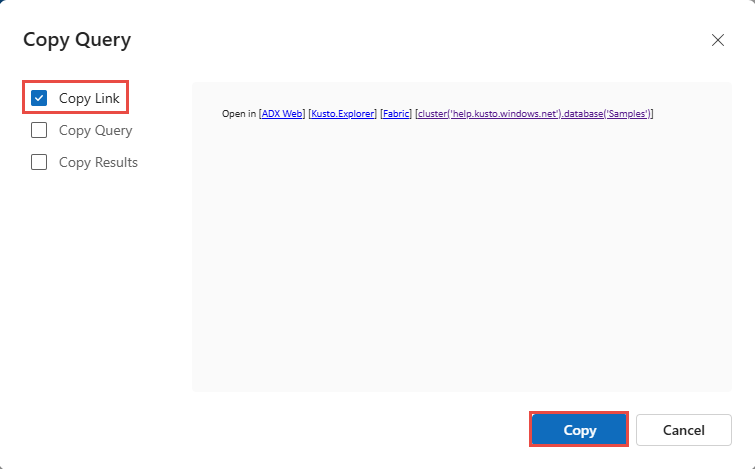 Copy Query
Copy Link
Copy Query
Copy Results
Open in [ADX Web] [Kusto.Explorer] [Fabric] [cluster('help.kusto.windows.net').database('Samples')]
Copy
Cancel